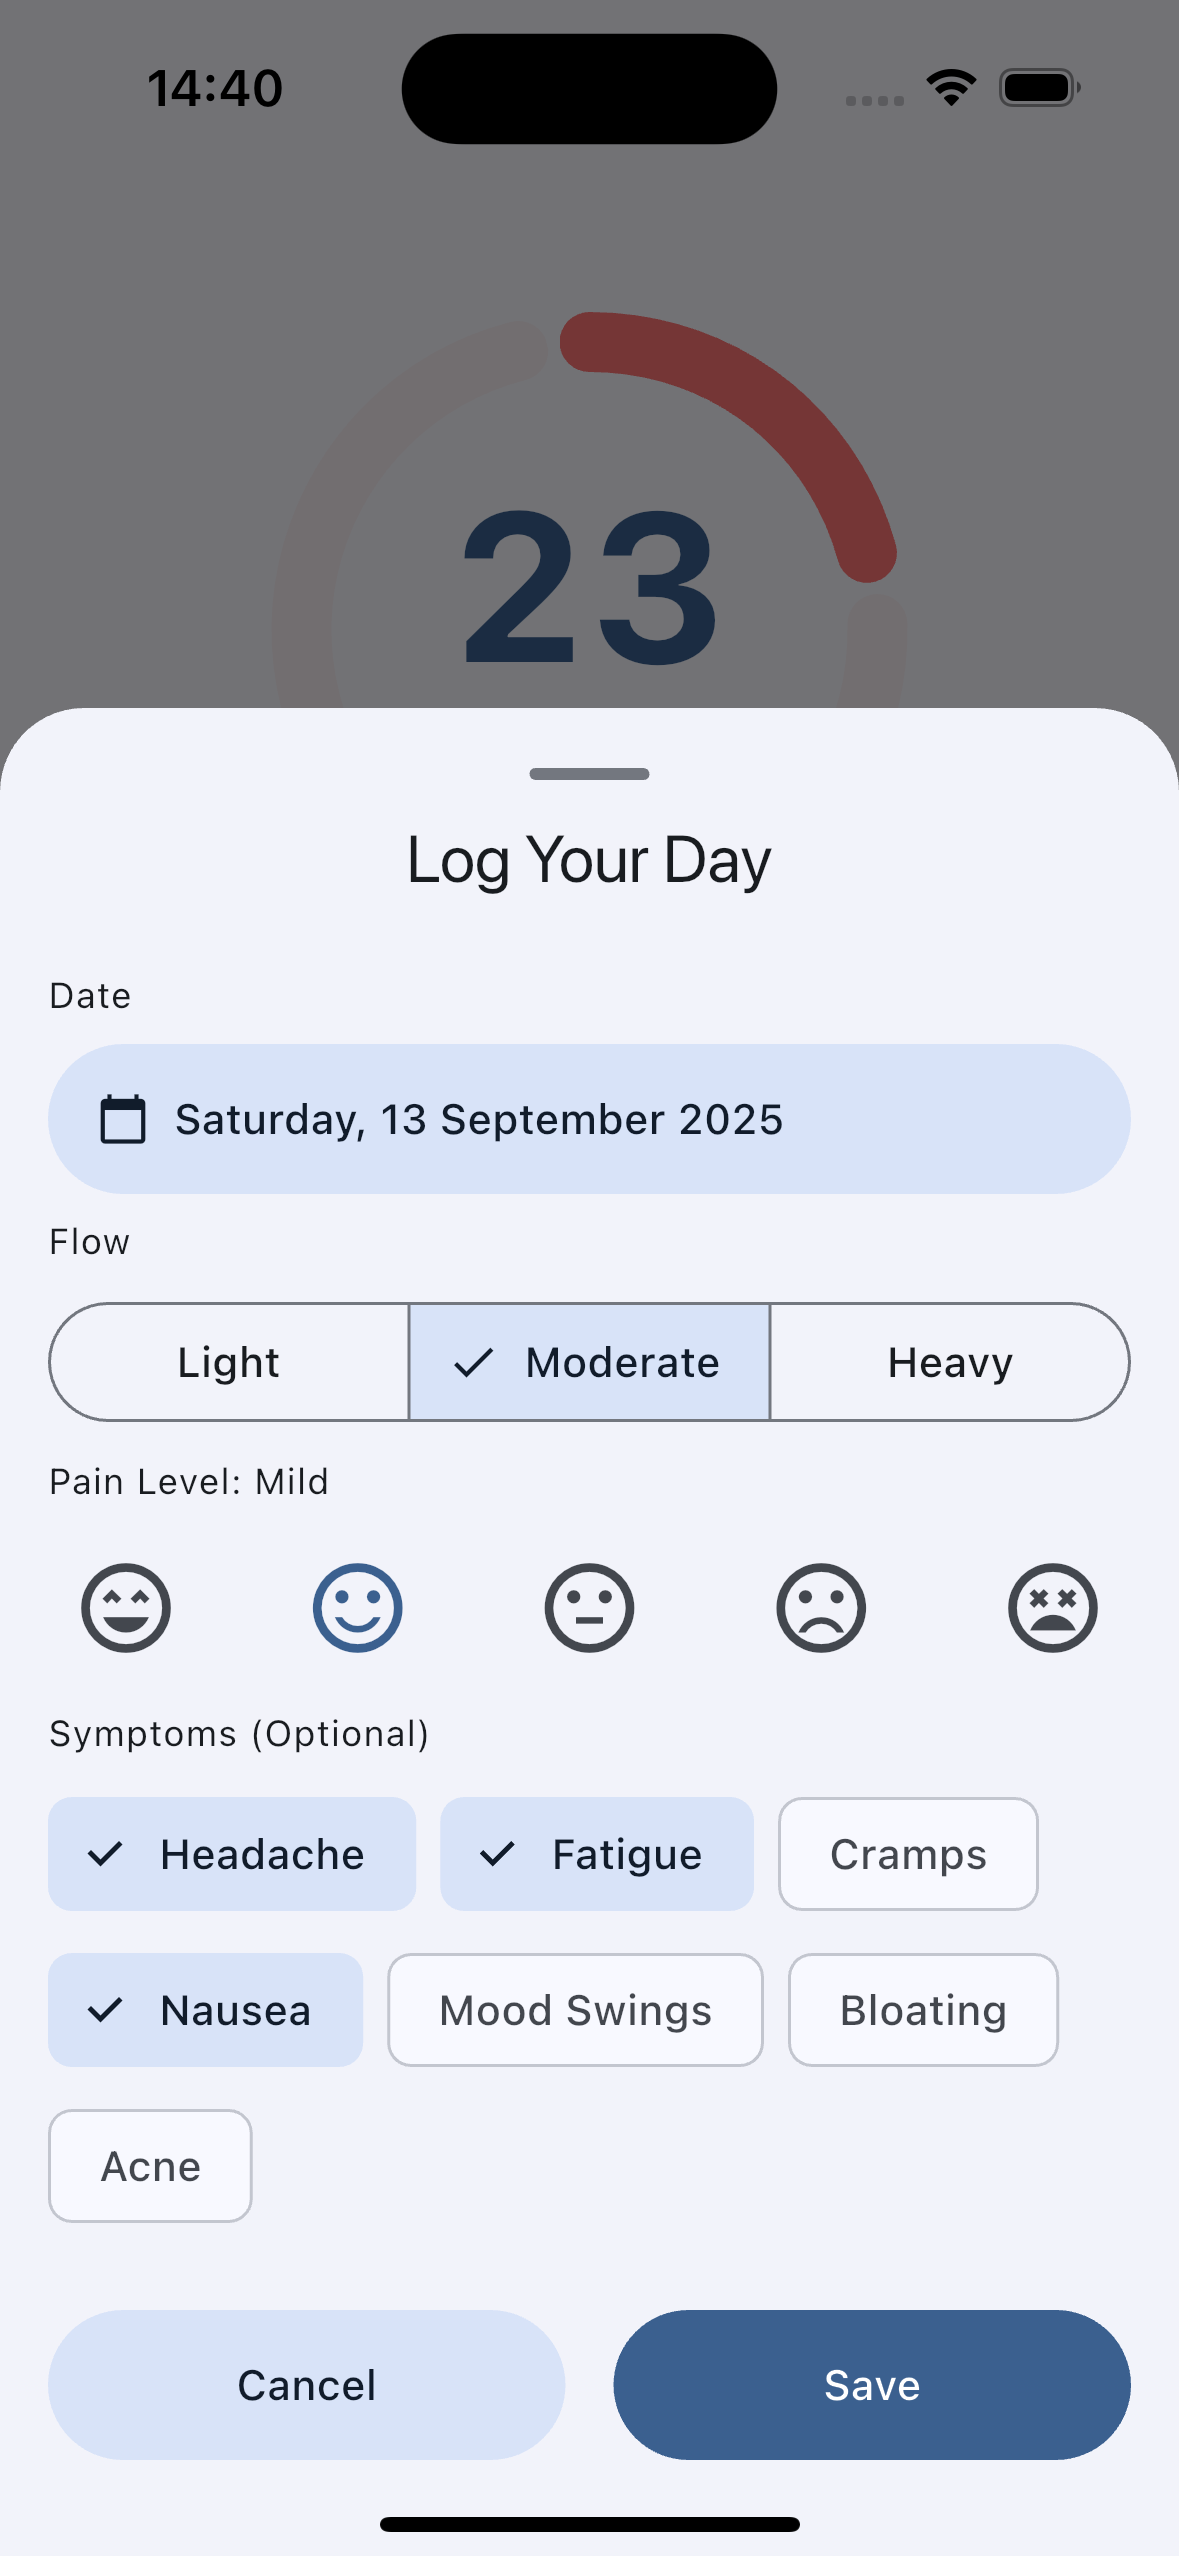 14:40
23
Log Your Day
Date
Saturday, 13 September 2025
Flow
Light Moderate Heavy
Pain Level: Mild
Symptoms (Optional)
Headache Fatigue Cramps
Nausea Mood Swings Bloating
Acne
Cancel Save